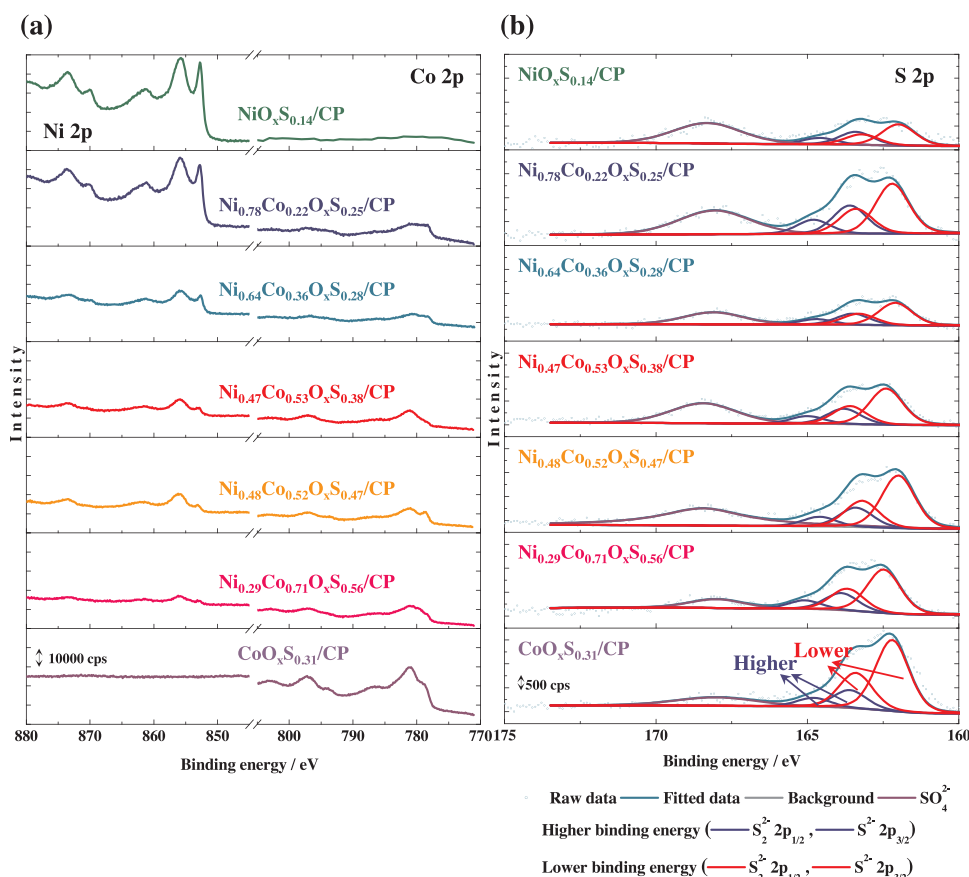 (a)
Co 2p
NiOₓS₀.₁₄/CP
Ni 2p
Ni₀.₇₈Co₀.₂₂OₓS₀.₂₅/CP
Ni₀.₆₄Co₀.₃₆OₓS₀.₂₈/CP
Ni₀.₄₇Co₀.₅₃OₓS₀.₃₈/CP
Ni₀.₄₈Co₀.₅₂OₓS₀.₄₇/CP
Ni₀.₂₉Co₀.₇₁OₓS₀.₅₆/CP
CoOₓS₀.₃₁/CP
10000 cps
Intensity
880 870 860 850 800 790 780 770
Binding energy / eV
(b)
NiOₓS₀.₁₄/CP
S 2p
Ni₀.₇₈Co₀.₂₂OₓS₀.₂₅/CP
Ni₀.₆₄Co₀.₃₆OₓS₀.₂₈/CP
Ni₀.₄₇Co₀.₅₃OₓS₀.₃₈/CP
Ni₀.₄₈Co₀.₅₂OₓS₀.₄₇/CP
Ni₀.₂₉Co₀.₇₁OₓS₀.₅₆/CP
CoOₓS₀.₃₁/CP
Lower
Higher
500 cps
Intensity
175 170 165 160
Binding energy / eV
Raw data Fitted data Background SO₄²⁻
Higher binding energy ( S₂²⁻ 2p₁/₂ , S²⁻ 2p₃/₂ )
Lower binding energy ( S₂²⁻ 2p₁/₂ , S²⁻ 2p₃/₂ )